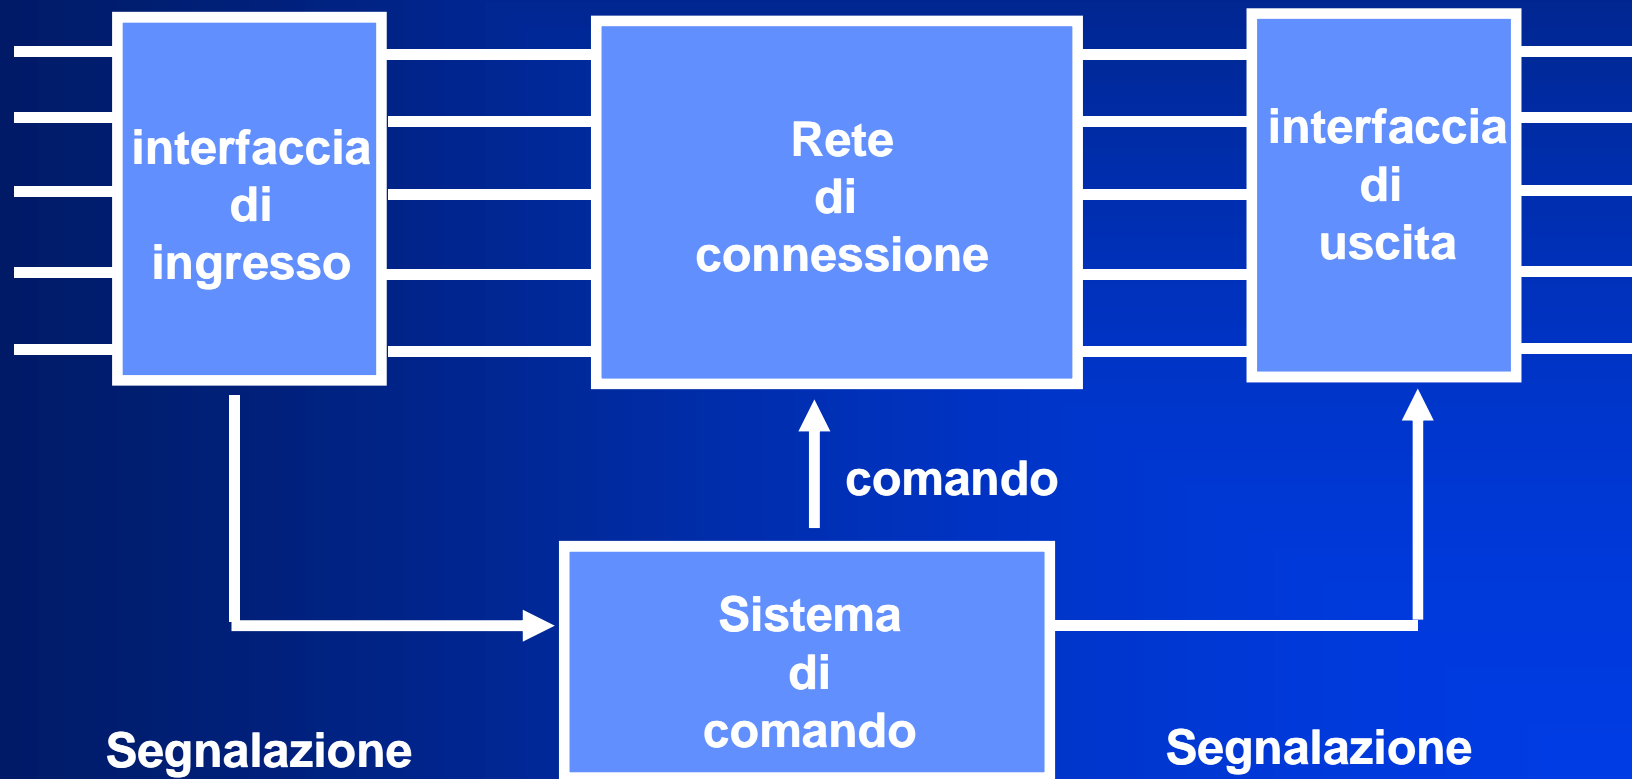 interfaccia
di
ingresso
Rete
di
connessione
interfaccia
di
uscita
comando
Sistema
di
comando
Segnalazione
Segnalazione